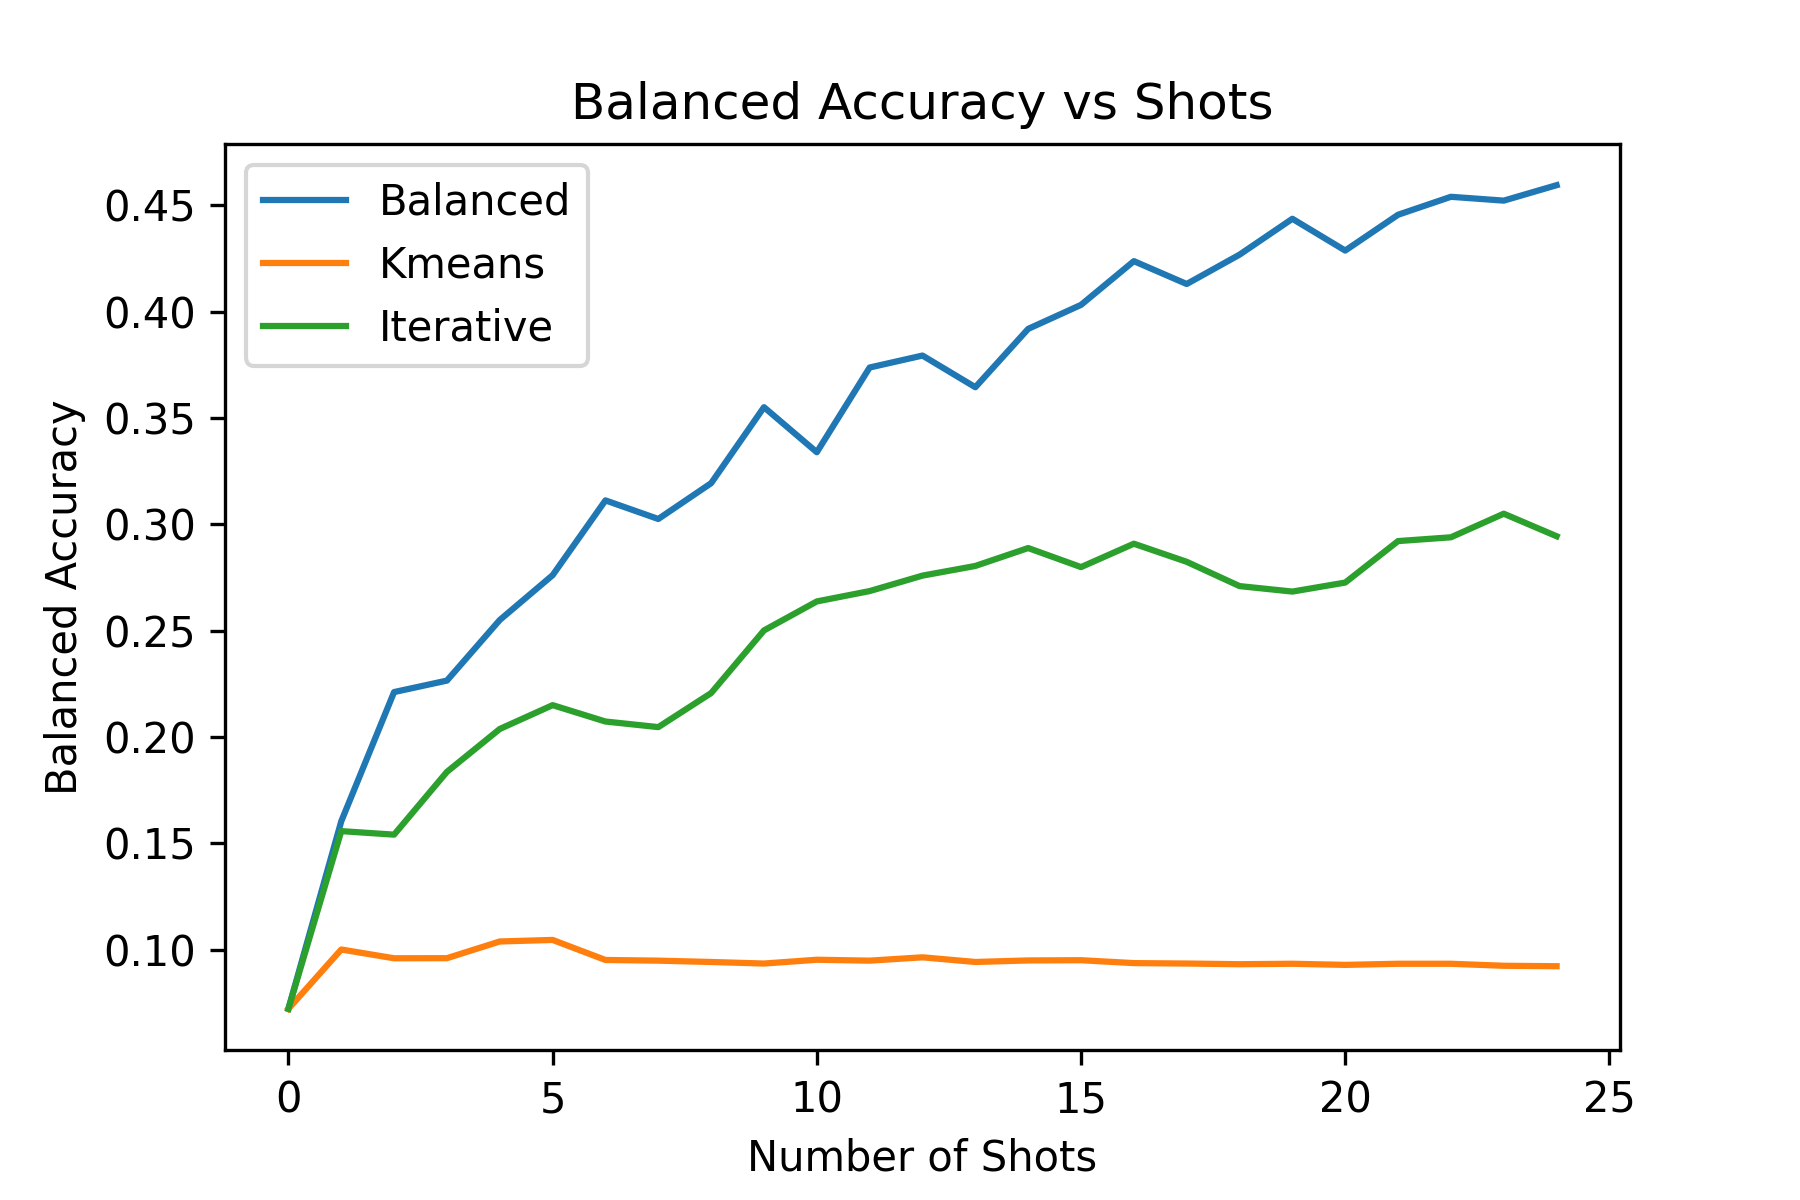 Balanced Accuracy vs Shots
Balanced
Kmeans
Iterative
Balanced Accuracy
0.45
0.40
0.35
0.30
0.25
0.20
0.15
0.10
0 5 10 15 20 25
Number of Shots